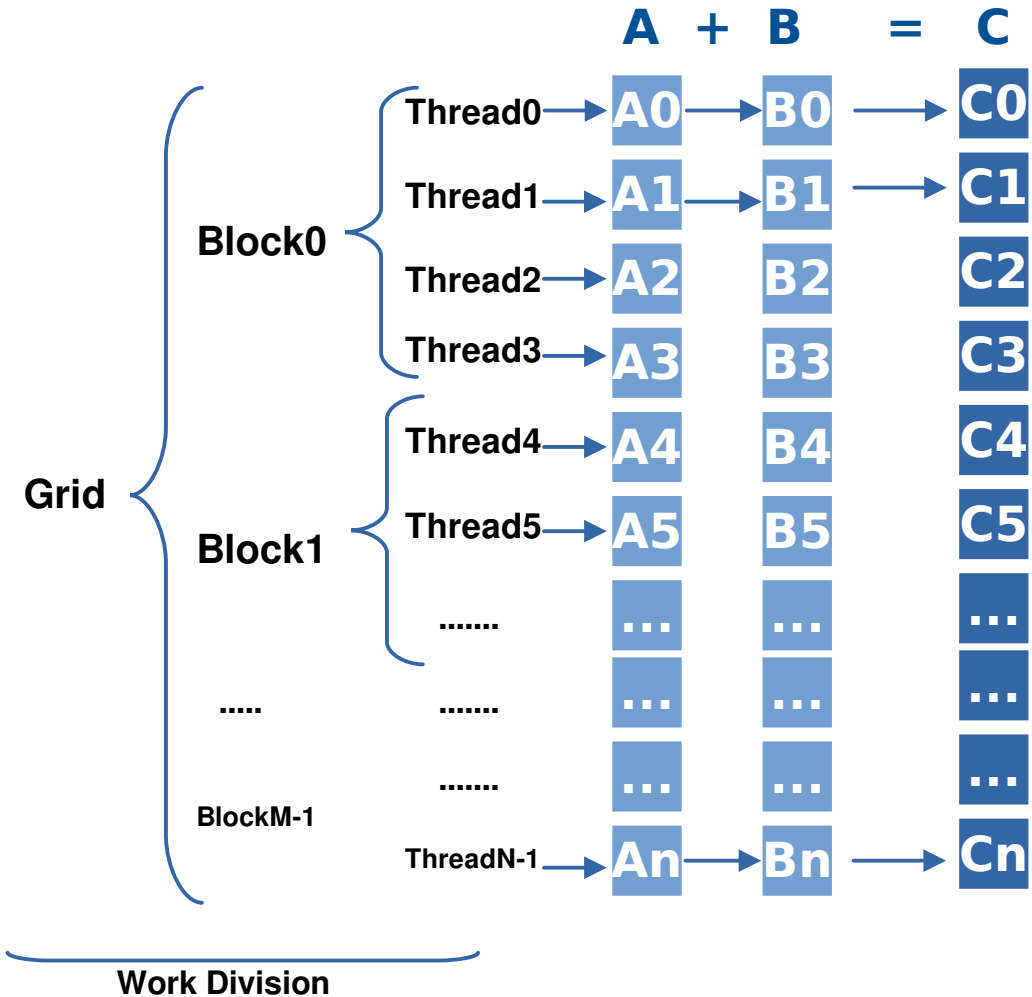 A + B = C
Thread0 A0 B0 C0
Thread1 A1 B1 C1
Block0
Thread2 A2 B2 C2
Thread3 A3 B3 C3
Thread4 A4 B4 C4
Grid
Thread5 A5 B5 C5
Block1
....... ... ... ...
..... ....... ... ... ...
....... ... ... ...
BlockM-1
ThreadN-1 An Bn Cn
Work Division